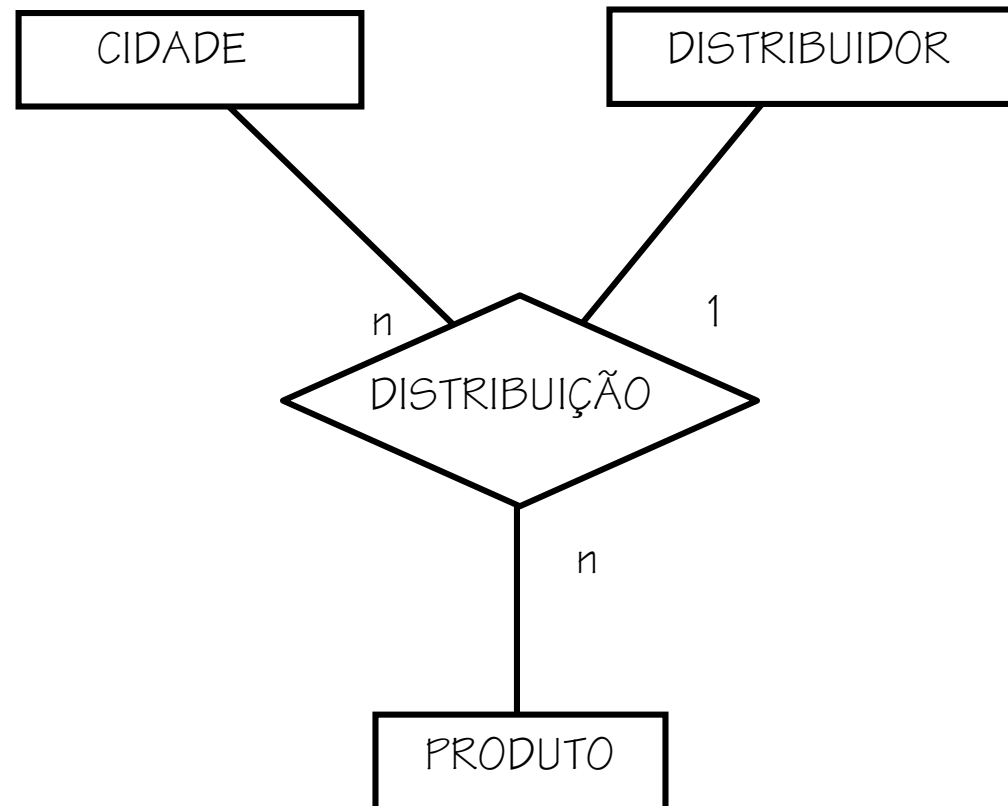 CIDADE
DISTRIBUIDOR
n
1
DISTRIBUIÇÃO
n
PRODUTO